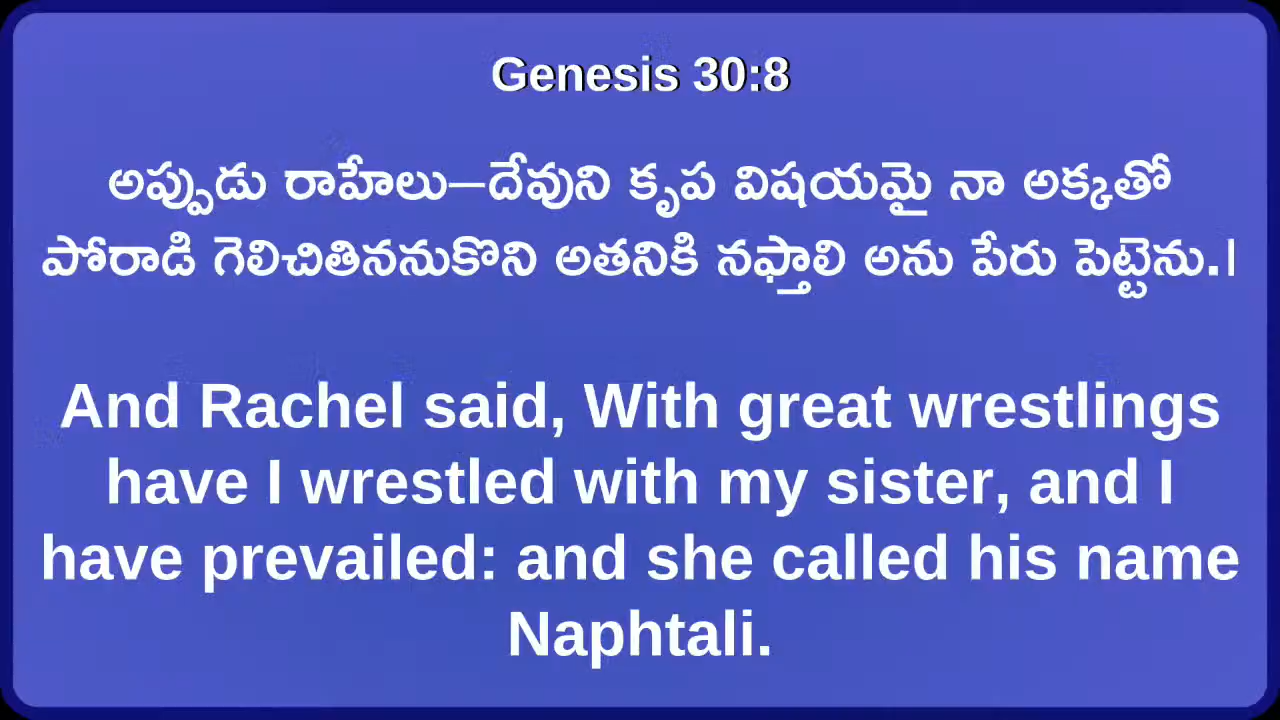 Genesis 30:8
అప్పుడు రాహేలు—దేవుని కృప విషయమై నా అక్కతో
పోరాడి గెలిచితిననుకొని అతనికి నఫ్తాలి అను పేరు పెట్టెను.।
And Rachel said, With great wrestlings
have I wrestled with my sister, and I
have prevailed: and she called his name
Naphtali.